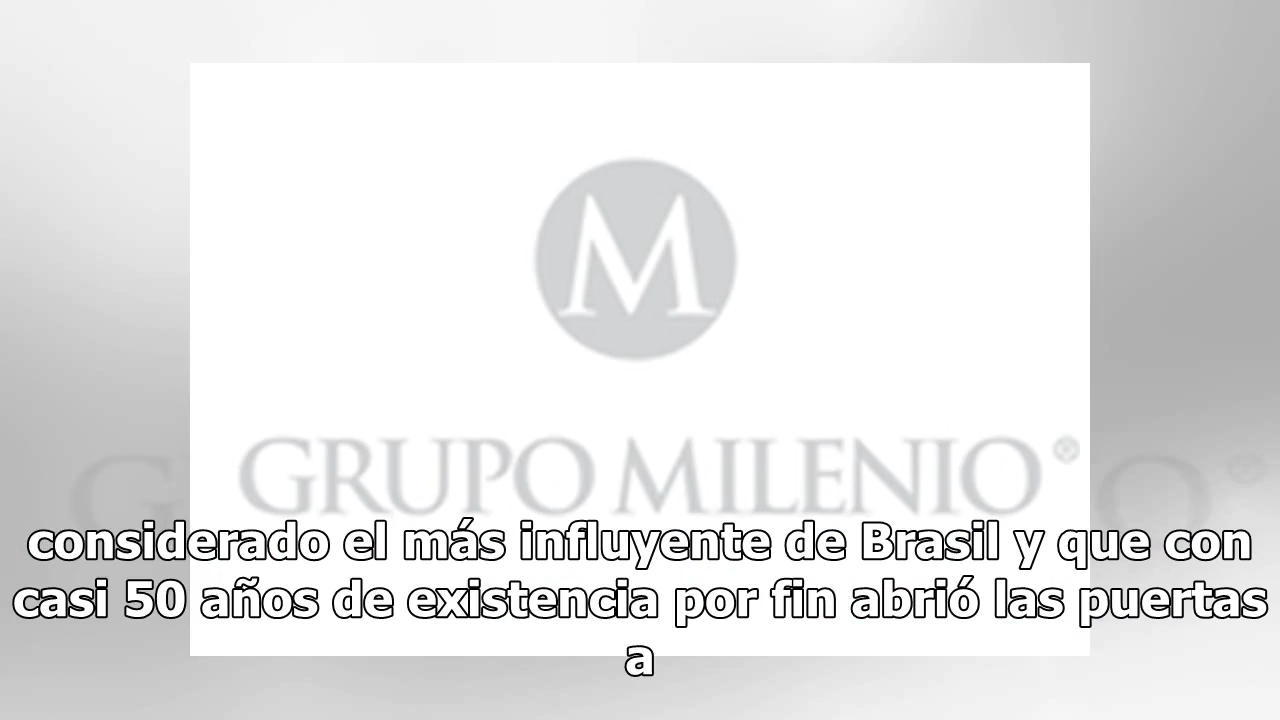 M
GRUPO MILENIO®
considerado el más influyente de Brasil y que con
casi 50 años de existencia por fin abrió las puertas
a